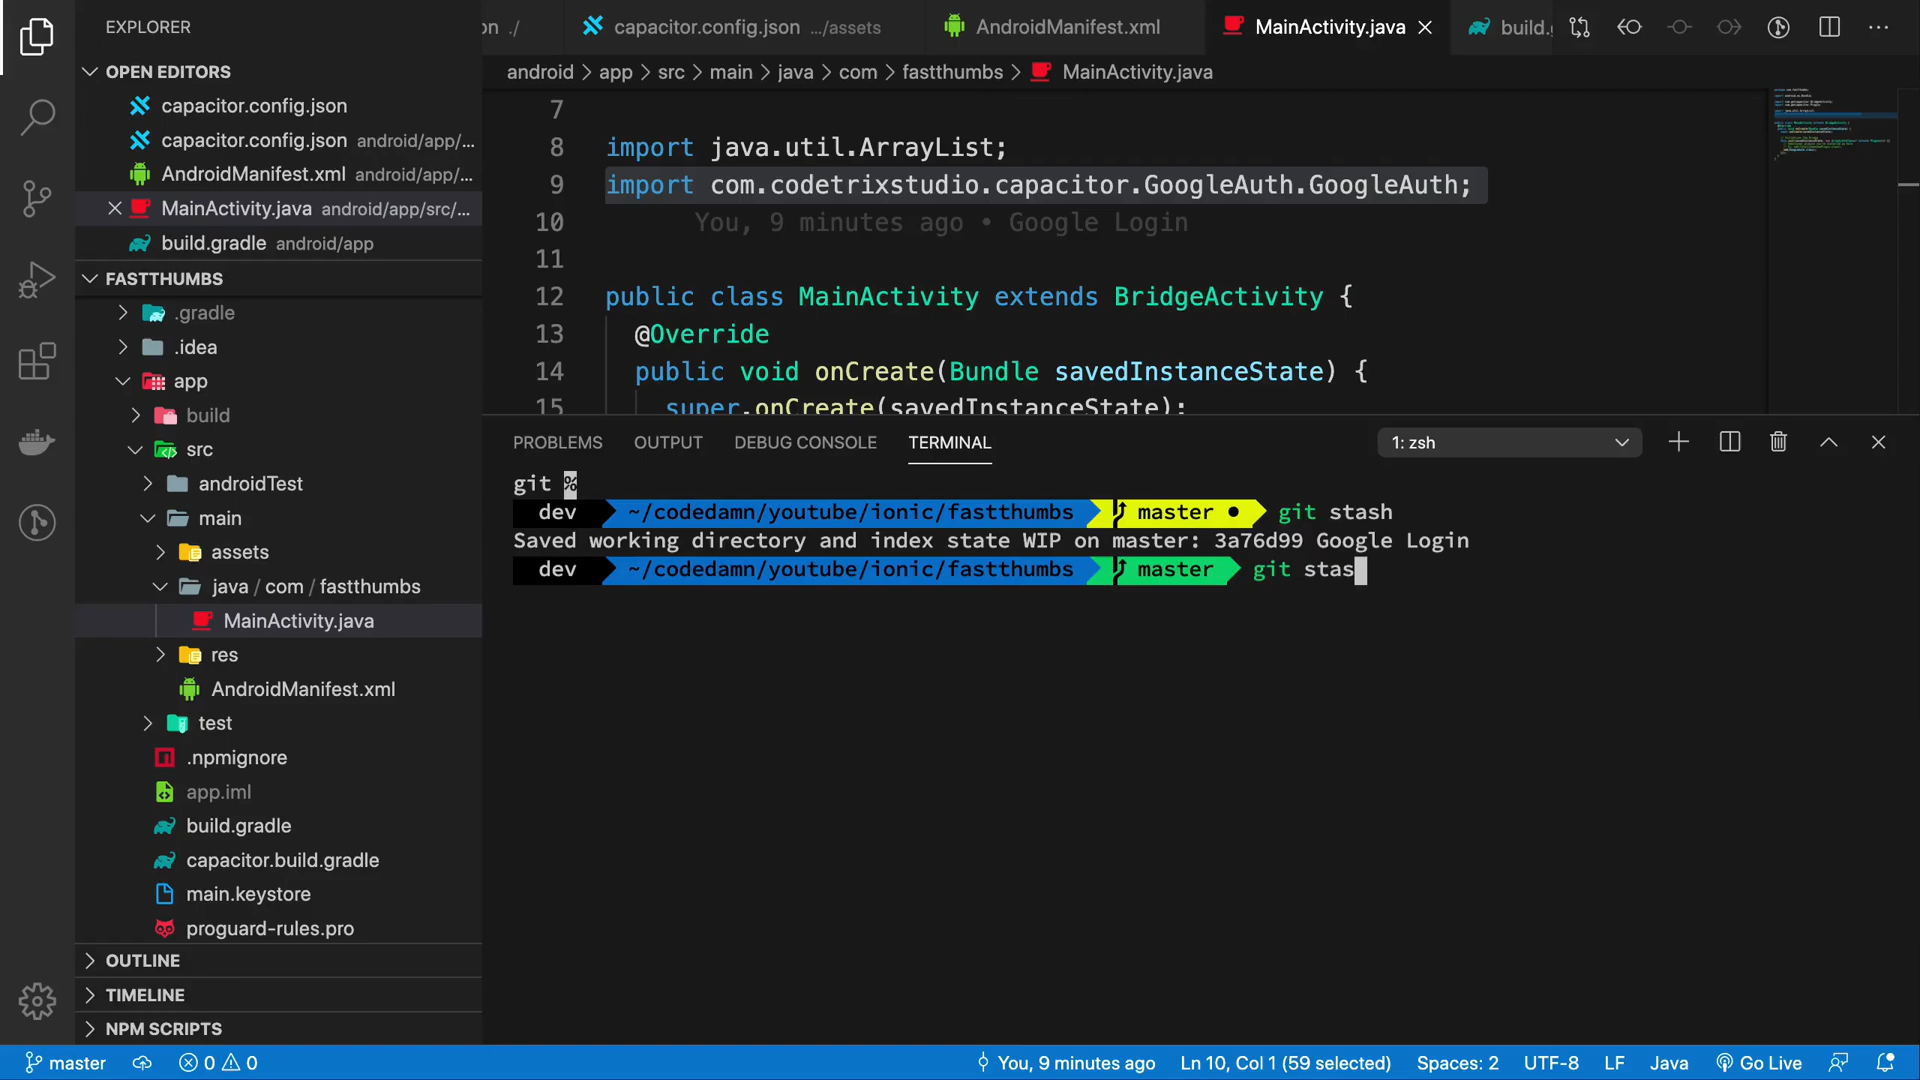 EXPLORER
on ./
capacitor.config.json .../assets
AndroidManifest.xml
MainActivity.java
build.
OPEN EDITORS
capacitor.config.json
capacitor.config.json android/app/...
AndroidManifest.xml android/app/...
MainActivity.java android/app/src/...
build.gradle android/app
FASTTHUMBS
.gradle
.idea
app
build
src
androidTest
main
assets
java / com / fastthumbs
MainActivity.java
res
AndroidManifest.xml
test
.npmignore
app.iml
build.gradle
capacitor.build.gradle
main.keystore
proguard-rules.pro
OUTLINE
TIMELINE
NPM SCRIPTS
android > app > src > main > java > com > fastthumbs > MainActivity.java
7
8 import java.util.ArrayList;
9 import com.codetrixstudio.capacitor.GoogleAuth.GoogleAuth;
10 You, 9 minutes ago • Google Login
11
12 public class MainActivity extends BridgeActivity {
13 @Override
14 public void onCreate(Bundle savedInstanceState) {
15 super.onCreate(savedInstanceState);
PROBLEMS OUTPUT DEBUG CONSOLE TERMINAL 1: zsh
git %
dev ~/codedamn/youtube/ionic/fastthumbs master ● git stash
Saved working directory and index state WIP on master: 3a76d99 Google Login
dev ~/codedamn/youtube/ionic/fastthumbs master git stas
master 0 0 You, 9 minutes ago Ln 10, Col 1 (59 selected) Spaces: 2 UTF-8 LF Java Go Live